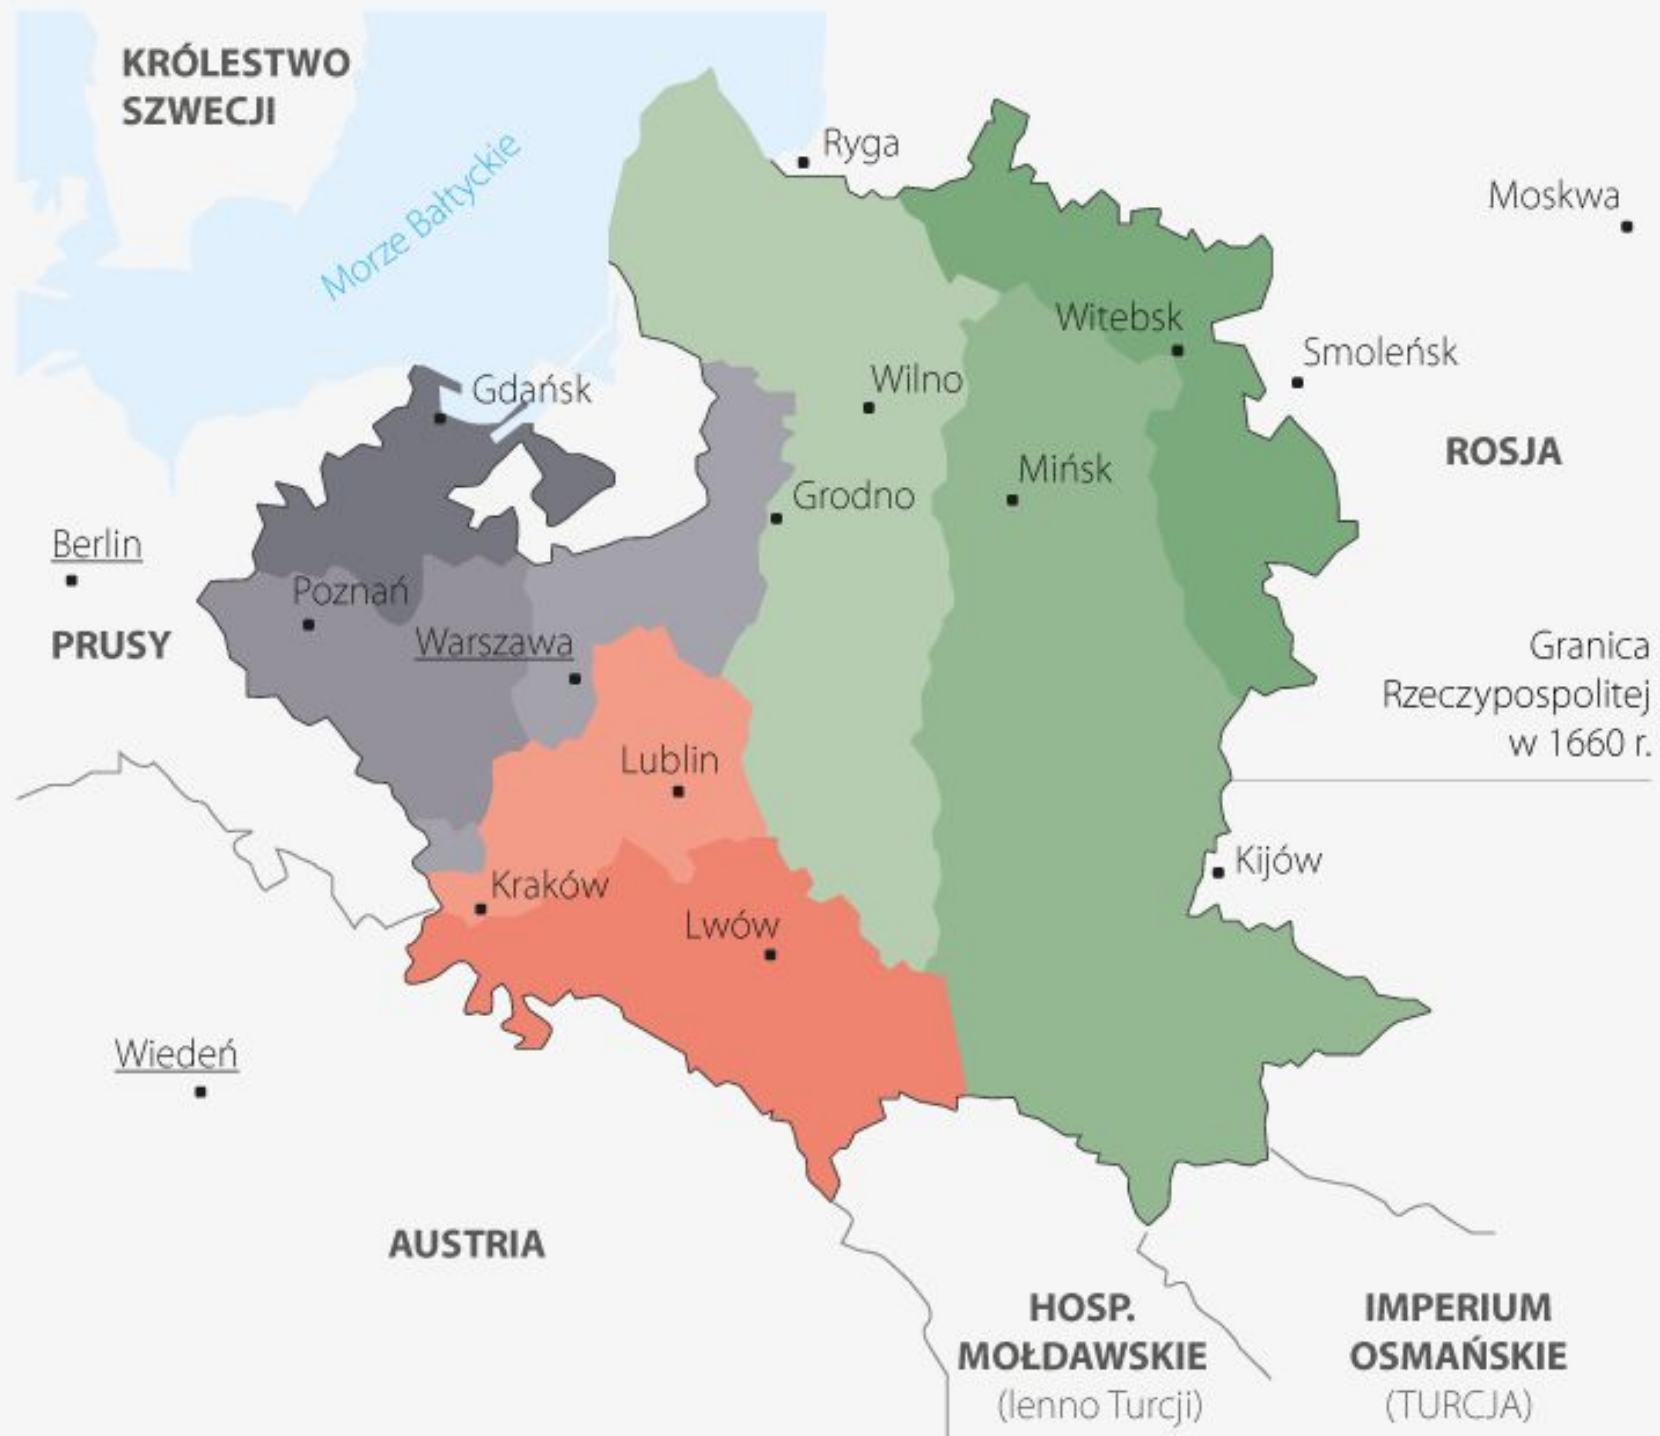 KRÓLESTWO
SZWECJI
Morze Bałtyckie
Ryga
Moskwa
Witebsk
Smoleńsk
Wilno
Gdańsk
ROSJA
Mińsk
Grodno
Berlin
Poznań
PRUSY
Warszawa
Granica
Rzeczypospolitej
w 1660 r.
Lublin
Kijów
Kraków
Lwów
Wiedeń
AUSTRIA
HOSP.
MOŁDAWSKIE
(lenno Turcji)
IMPERIUM
OSMAŃSKIE
(TURCJA)